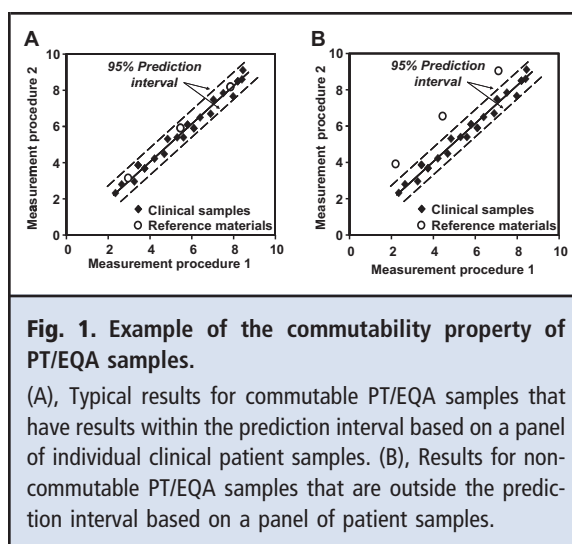 A
10
95% Prediction
interval
8
6
4
2
0
Measurement procedure 2
Clinical samples
Reference materials
0 2 4 6 8 10
Measurement procedure 1
B
10
95% Prediction
interval
8
6
4
2
0
Measurement procedure 2
Clinical samples
Reference materials
0 2 4 6 8 10
Measurement procedure 1
Fig. 1. Example of the commutability property of
PT/EQA samples.
(A), Typical results for commutable PT/EQA samples that
have results within the prediction interval based on a panel
of individual clinical patient samples. (B), Results for non-
commutable PT/EQA samples that are outside the predic-
tion interval based on a panel of patient samples.